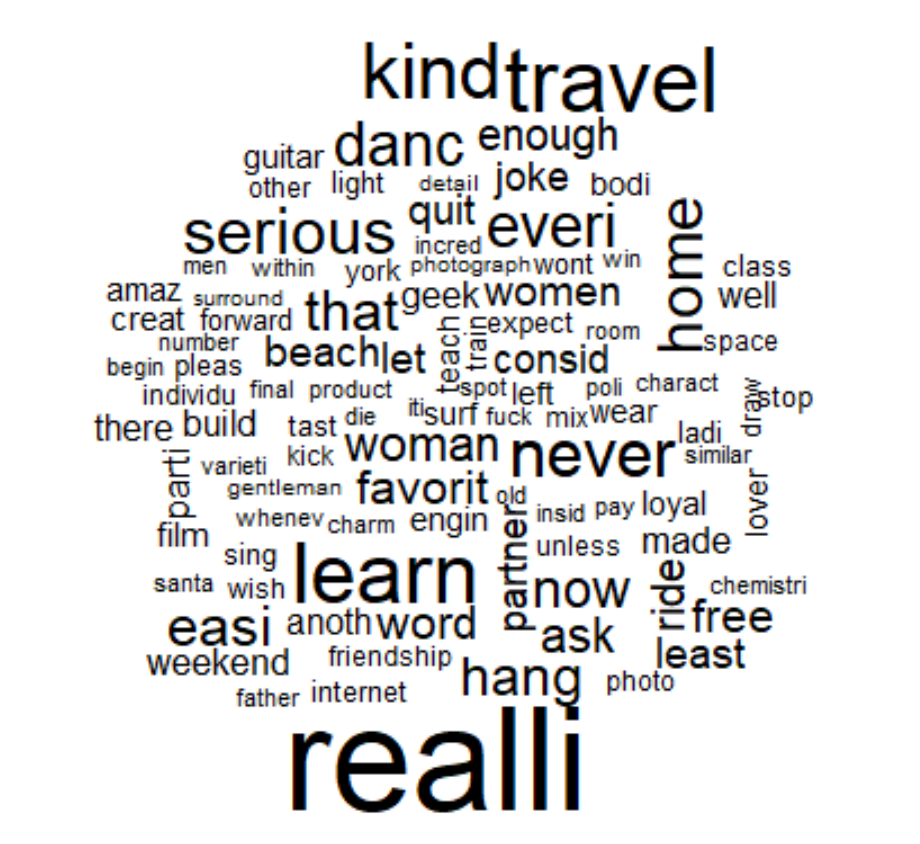 kind travel
danc enough
guitar
other light detail joke bodi
serious quit everi
incred
men within york photograph wont win home class
amaz surround that geek women well
creat forward teach train expect room space
number beach let consid
begin pleas
individu final product spot left poli charact draw stop
there build tast die iti surf fuck mix wear
woman never ladi
parti varieti kick similar
gentleman favorit old lover
whenev charm engin insid pay loyal
film partner unless made
sing
santa wish learn now ride chemistri
easi anoth word ask free
weekend friendship least
father internet hang photo
realli